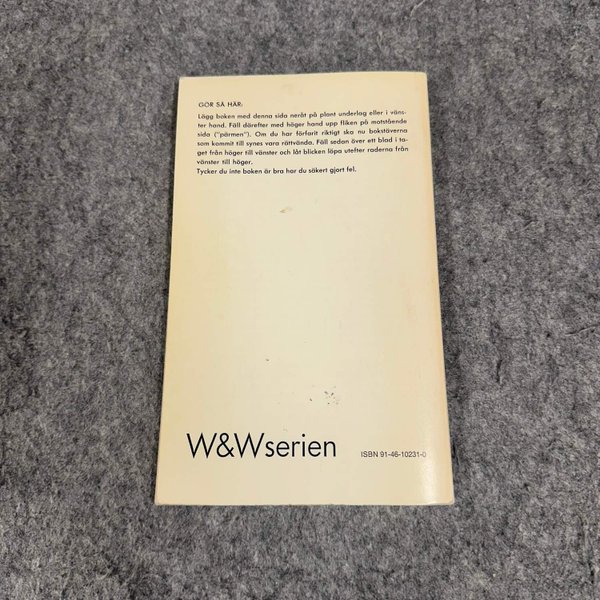 GÖR SÅ HÄR:
Lägg boken med denna sida neråt på plant underlag eller i väns-
ter hand. Fäll därefter med höger hand upp fliken på motstående
sida ("pärmen"). Om du har förfarit riktigt ska nu bokstäverna
som kommit till synes vara rättvända. Fäll sedan över ett blad i ta-
get från höger till vänster och låt blicken löpa utefter raderna från
vänster till höger.
Tycker du inte boken är bra har du säkert gjort fel.
W&Wserien
ISBN 91-46-10231-0